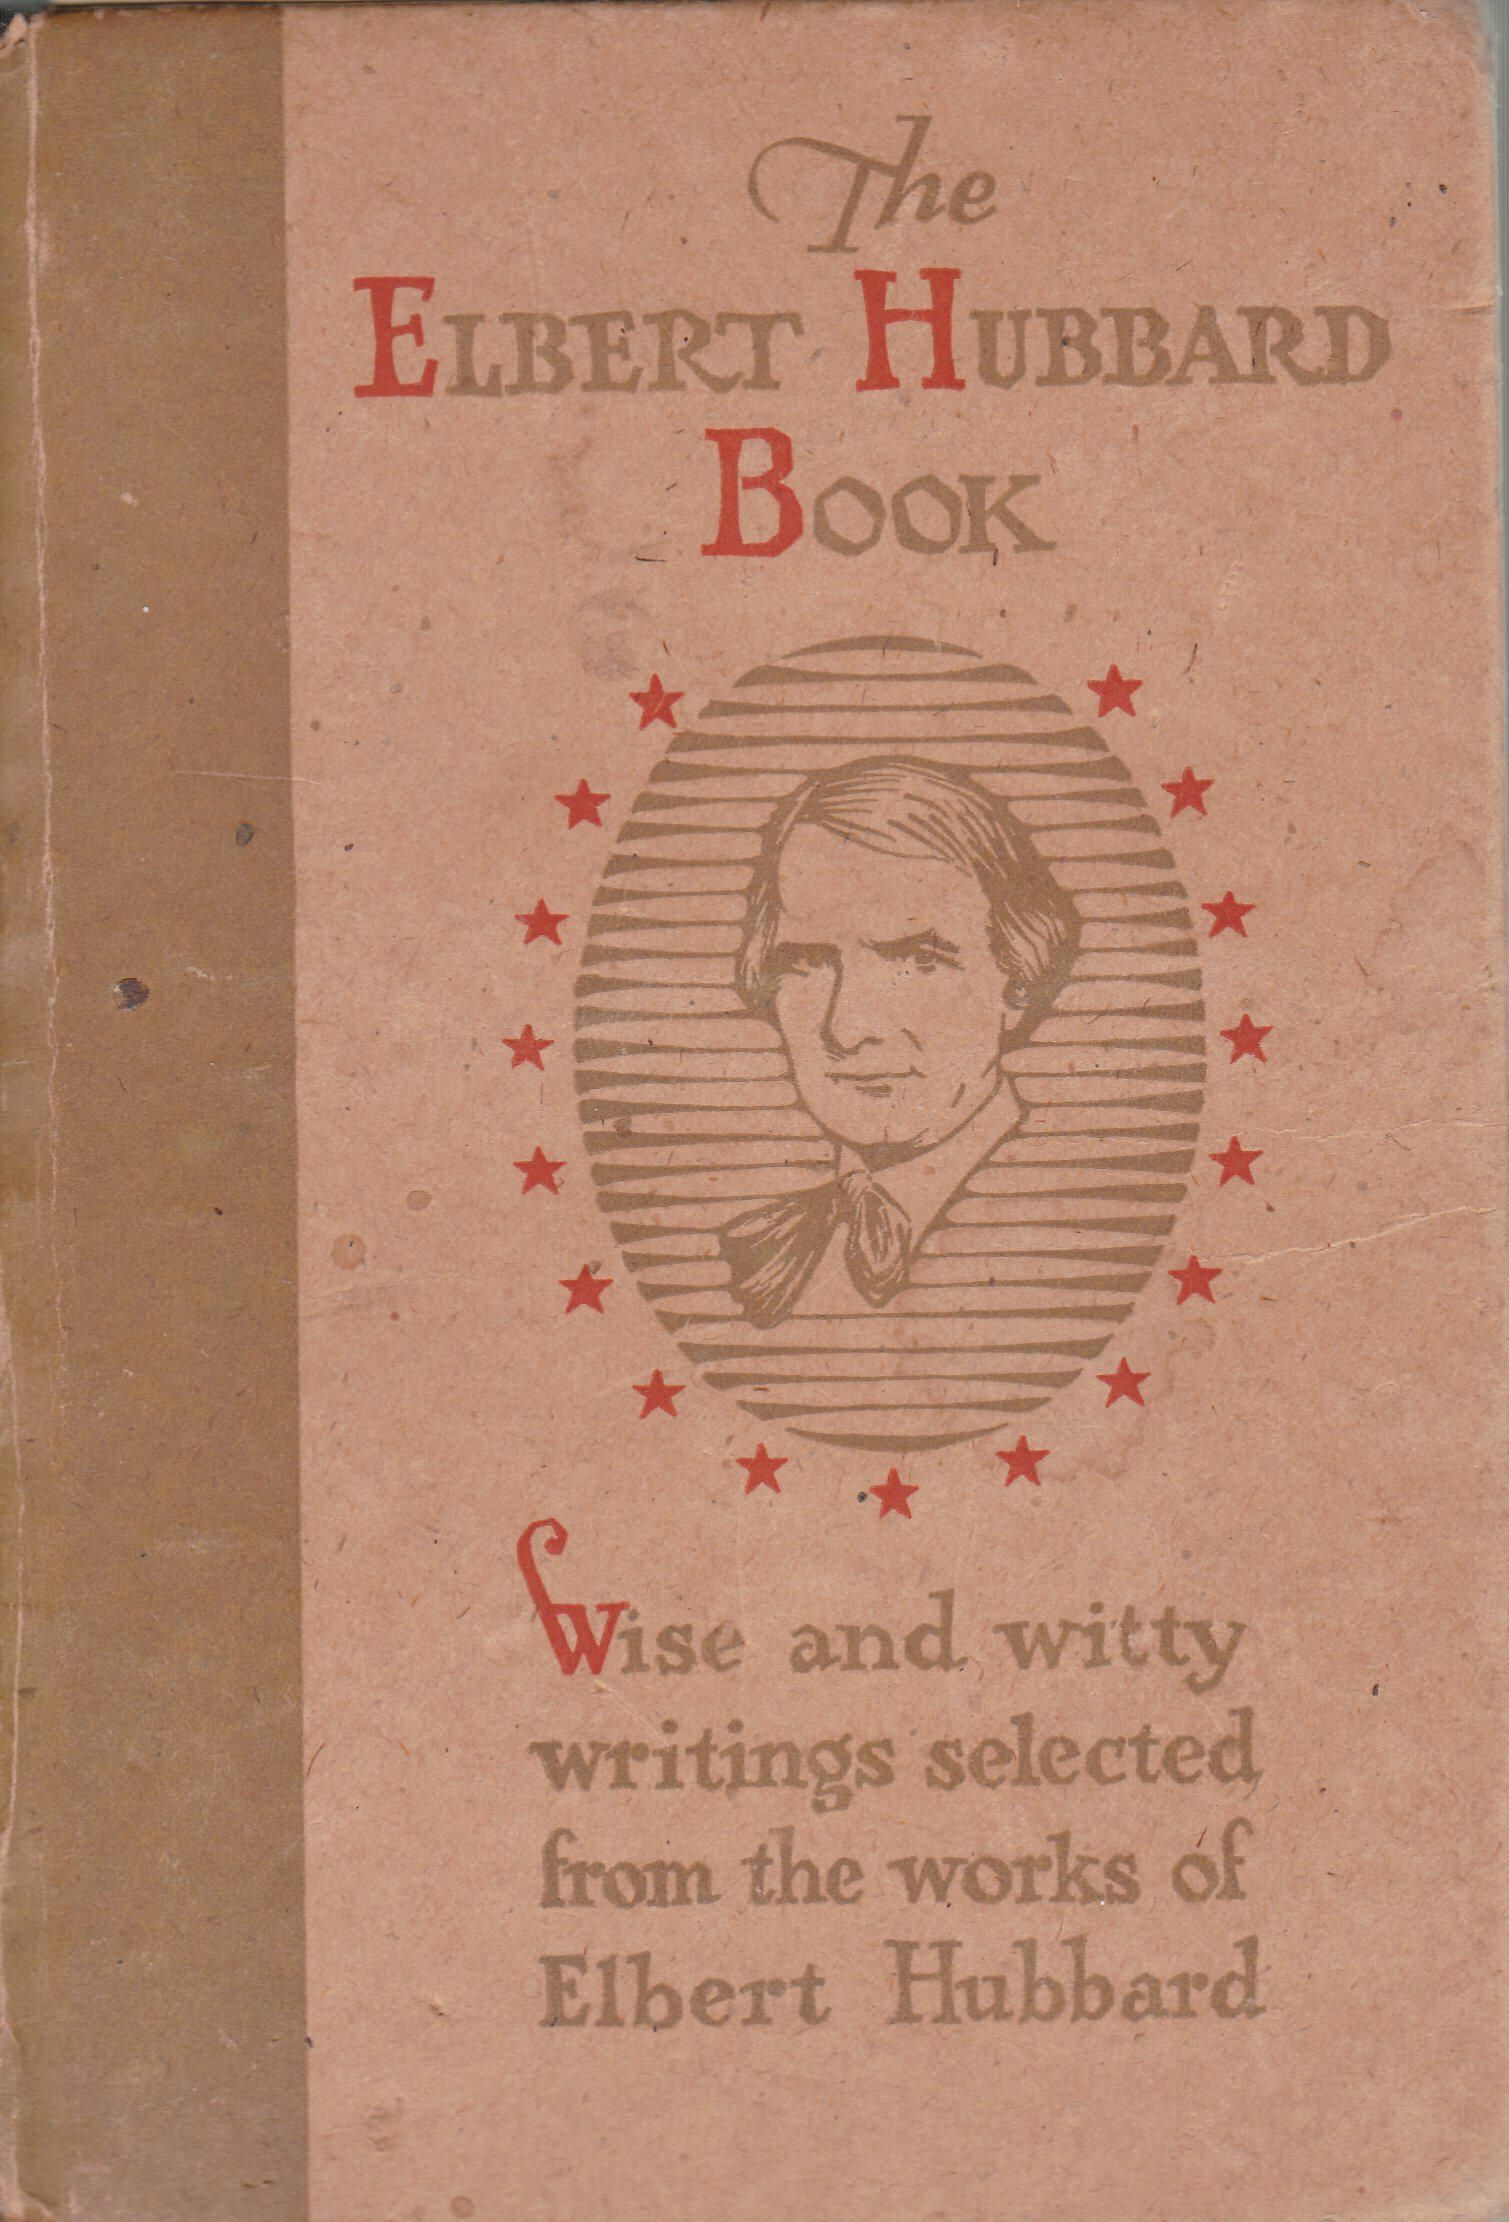 The
Elbert Hubbard
Book
Wise and witty
writings selected
from the works of
Elbert Hubbard